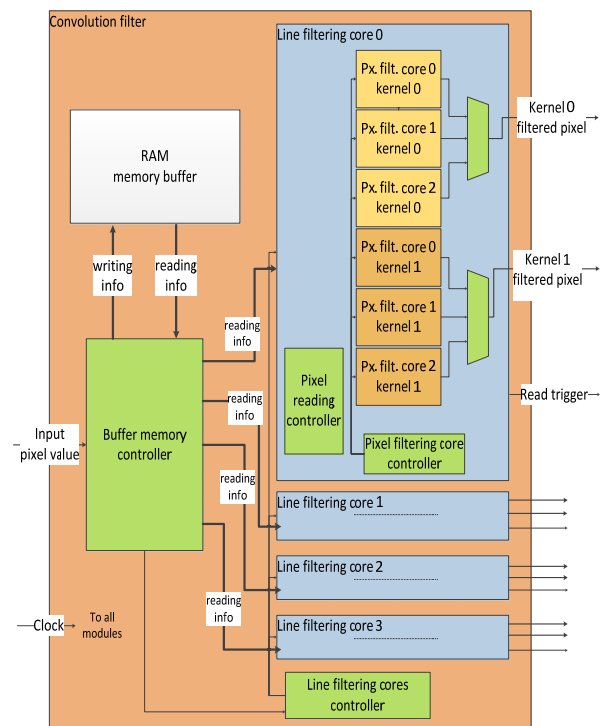 Convolution filter
Line filtering core 0
Px. filt. core 0
kernel 0
Px. filt. core 1
kernel 0
Px. filt. core 2
kernel 0
Px. filt. core 0
kernel 1
Px. filt. core 1
kernel 1
Px. filt. core 2
kernel 1
Kernel 0
filtered pixel
Kernel 1
filtered pixel
RAM
memory buffer
writing
info
reading
info
reading
info
reading
info
reading
info
reading
info
Pixel
reading
controller
Pixel filtering core
controller
Read trigger
Input
pixel value
Buffer memory
controller
Line filtering core 1
Line filtering core 2
Line filtering core 3
Clock
To all
modules
Line filtering cores
controller